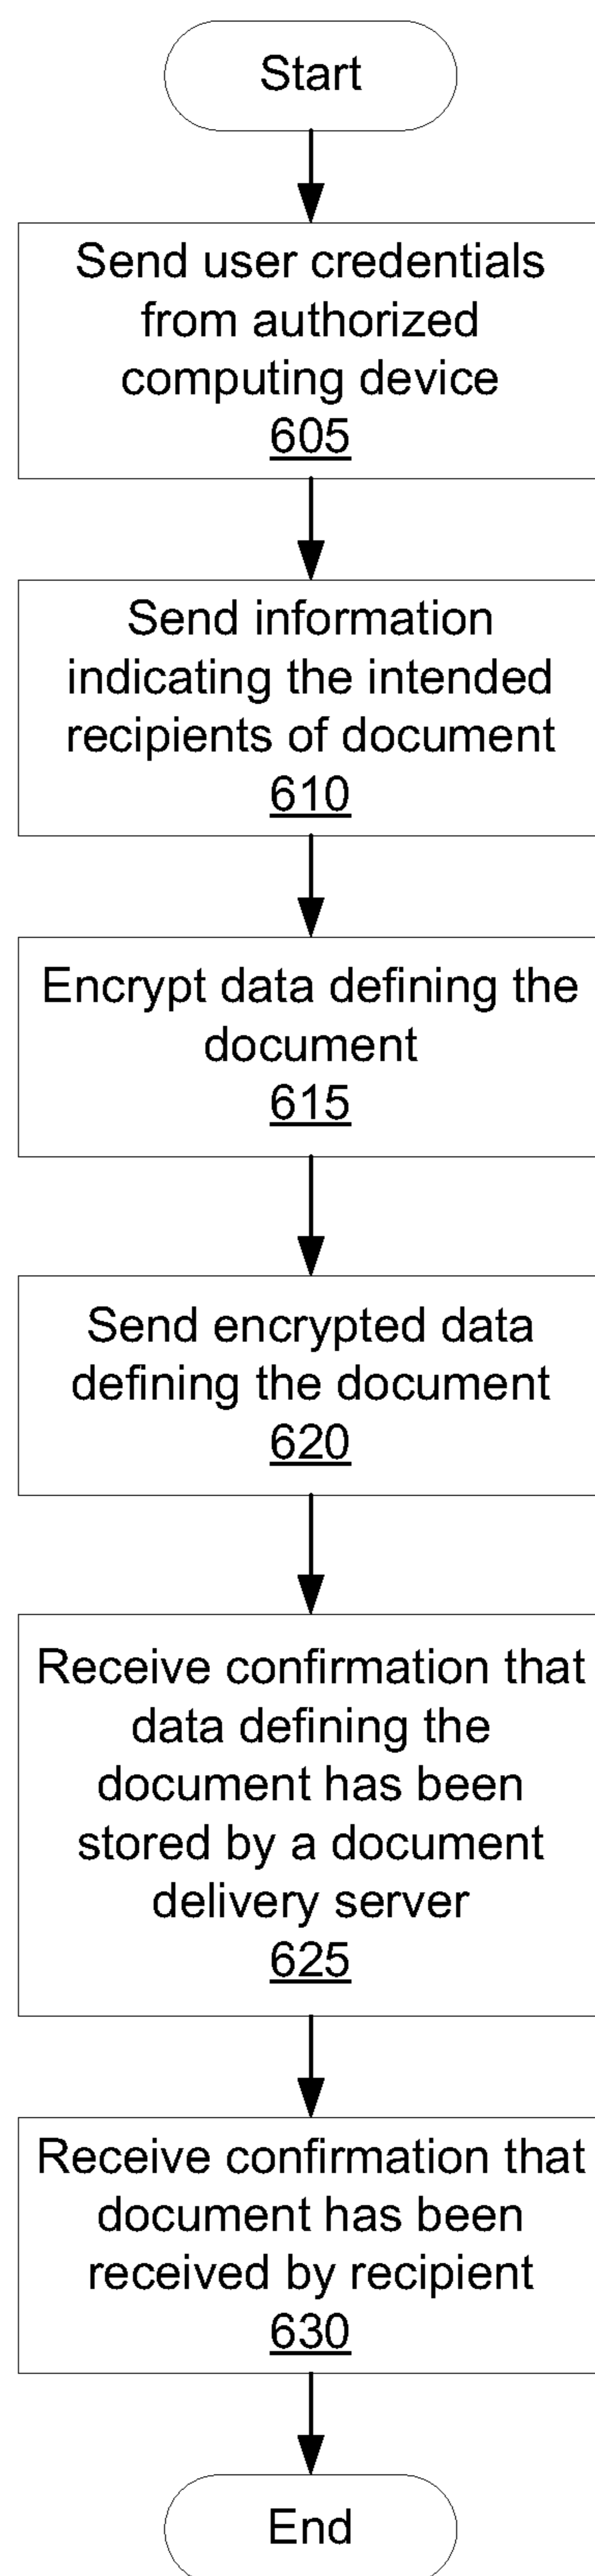 Start
Send user credentials
from authorized
computing device
605
Send information
indicating the intended
recipients of document
610
Encrypt data defining the
document
615
Send encrypted data
defining the document
620
Receive confirmation that
data defining the
document has been
stored by a document
delivery server
625
Receive confirmation that
document has been
received by recipient
630
End